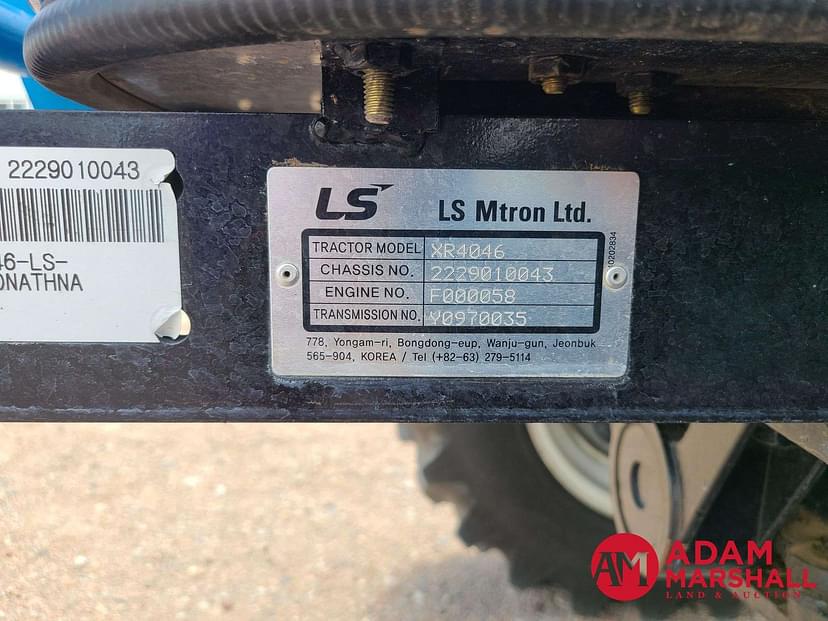 2229010043
46-LS-
ONATHNA
LS LS Mtron Ltd.
TRACTOR MODEL XR4046
CHASSIS NO. 2229010043
ENGINE NO. F000058
TRANSMISSION NO. Y0970035
778, Yongam-ri, Bongdong-eup, Wanju-gun, Jeonbuk
565-904, KOREA / Tel (+82-63) 279-5114
10202834
AM ADAM
MARSHALL
LAND & AUCTION